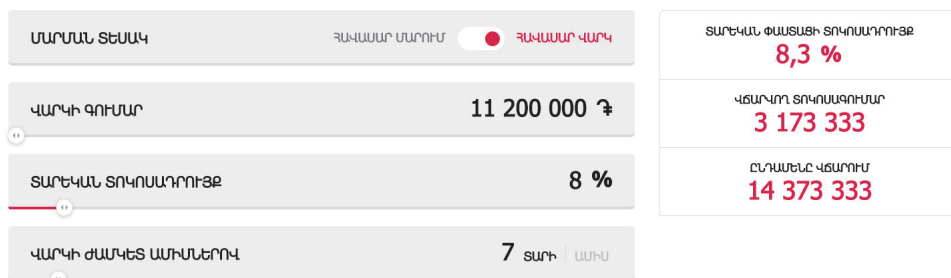 ՄԱՐՄԱՆ ՏԵՍԱԿ ՀԱՎԱՍԱՐ ՄԱՐՈՒՄ ՀԱՎԱՍԱՐ ՎԱՐԿ
ՎԱՐԿԻ ԳՈՒՄԱՐ 11 200 000 ֏
ՏԱՐԵԿԱՆ ՏՈԿՈՍԱԴՐՈՒՅՔ 8 %
ՎԱՐԿԻ ԺԱՄԿԵՏ ԱՄԻՍՆԵՐՈՎ 7 ՏԱՐԻ ԱՄԻՍ
ՏԱՐԵԿԱՆ ՓԱՍՏԱՑԻ ՏՈԿՈՍԱԴՐՈՒՅՔ
8,3 %
ՎՃԱՐՎՈՂ ՏՈԿՈՍԱԳՈՒՄԱՐ
3 173 333
ԸՆԴԱՄԵՆԸ ՎՃԱՐՈՒՄ
14 373 333